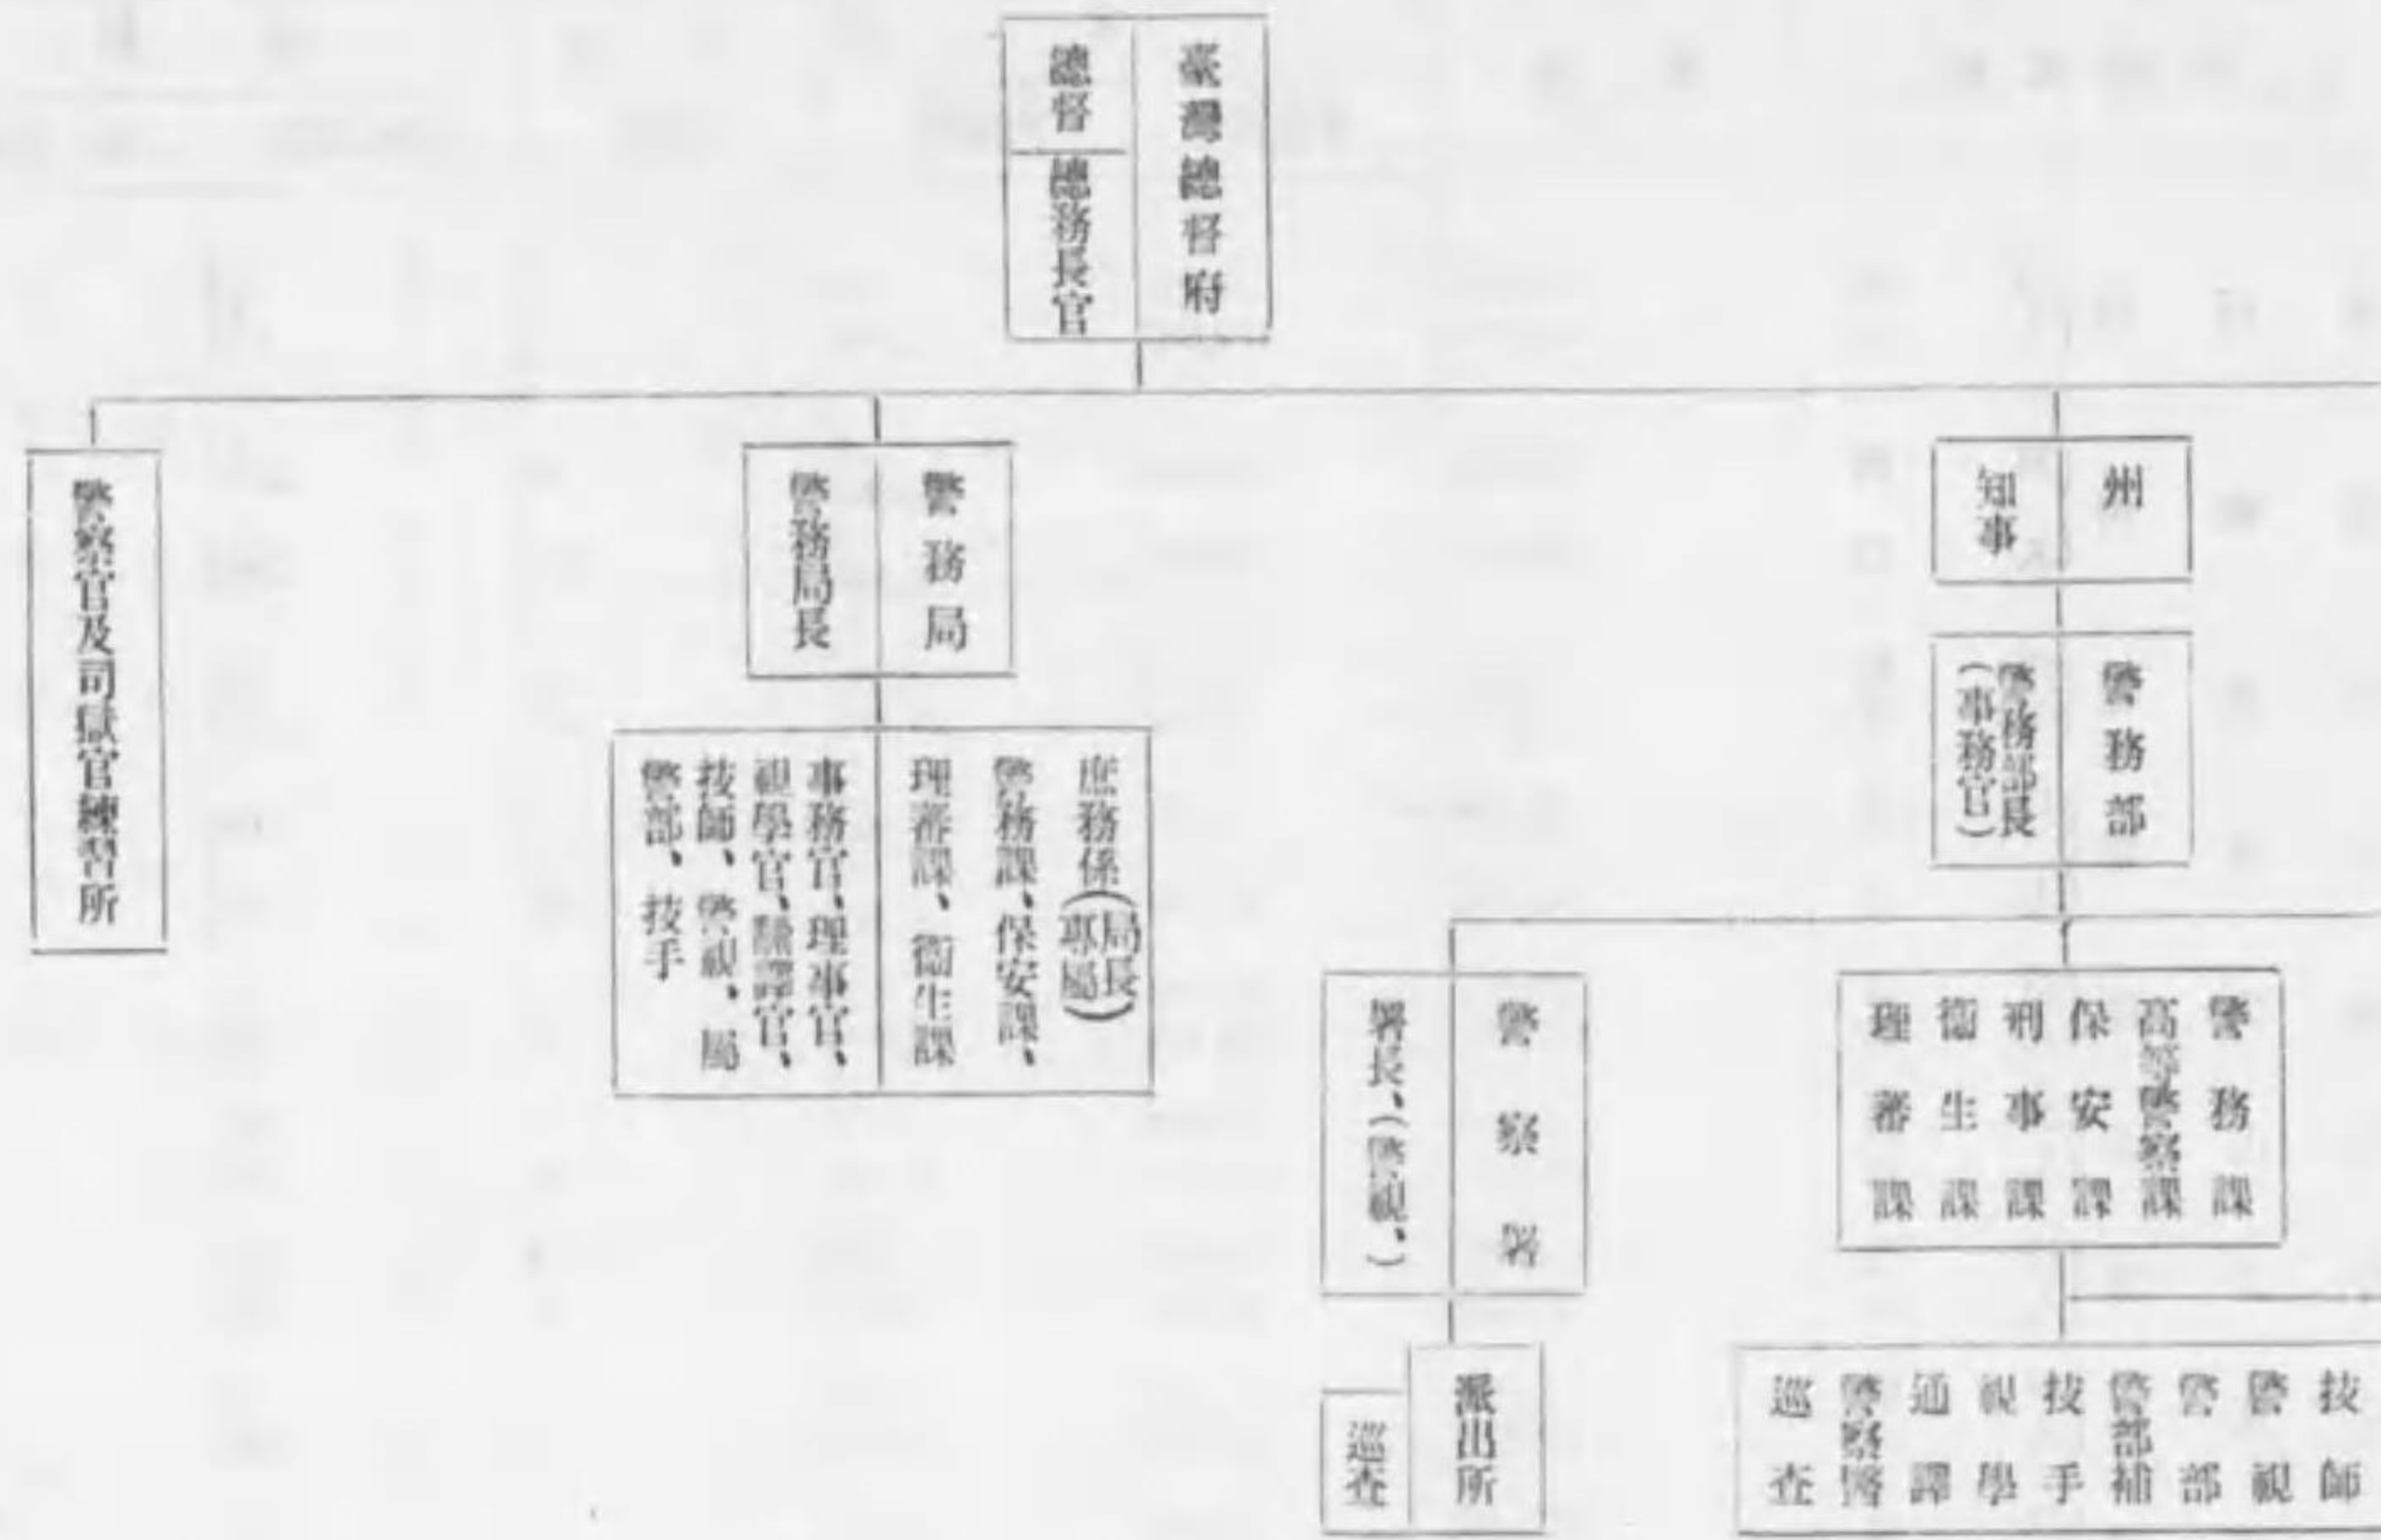 臺灣總督府
總督
總務長官
州
知事
警務部
警務部長
(事務官)
警務課
高等警察課
保安課
刑事課
衞生課
理蕃課
技師
警視
警部
警部補
技手
視學
通譯
警察醫
巡查
警察署
署長、(警視、)
派出所
巡查
警務局
警務局長
庶務係(局長專屬)
警務課、保安課、
理蕃課、衞生課
事務官、理事官、
視學官、飜譯官、
技師、警視、屬
警部、技手
警察官及司獄官練習所